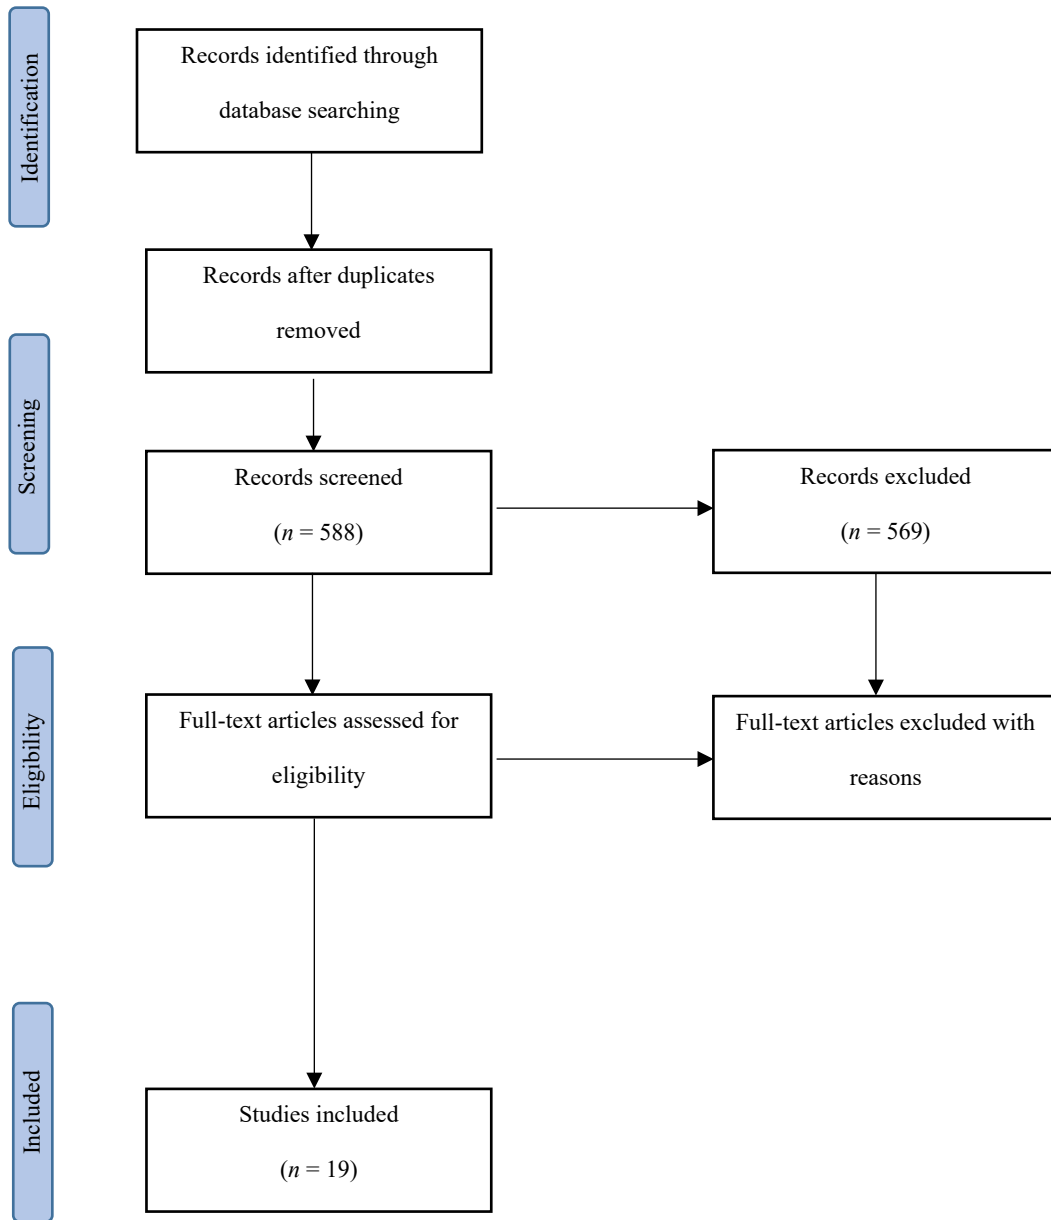 Identification
Records identified through
database searching
Records after duplicates
removed
Screening
Records screened
(n = 588)
Records excluded
(n = 569)
Eligibility
Full-text articles assessed for
eligibility
Full-text articles excluded with
reasons
Included
Studies included
(n = 19)